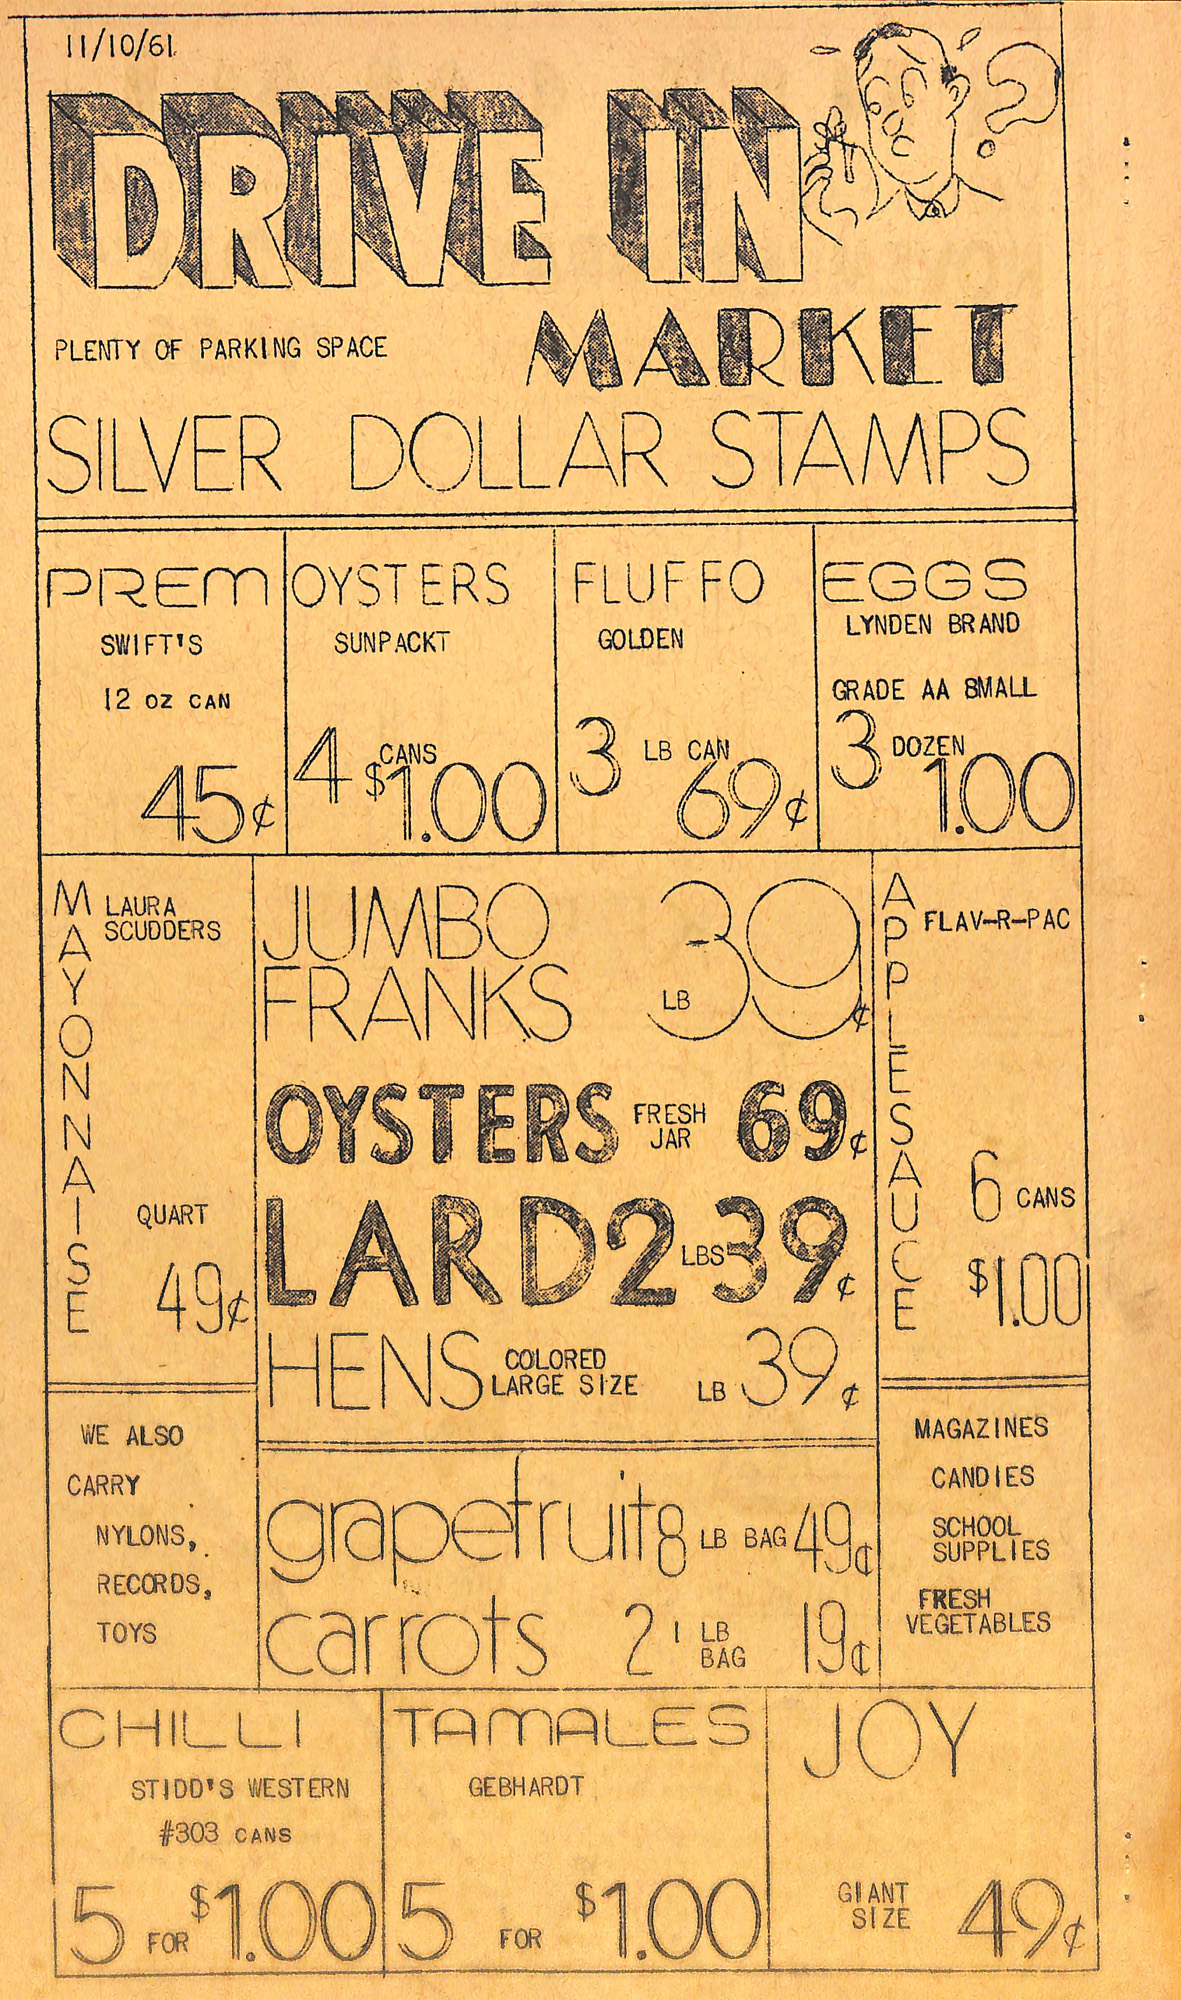 11/10/61
DRIVE IN
?
MARKET
PLENTY OF PARKING SPACE
SILVER DOLLAR STAMPS
PREM
SWIFT'S
12 OZ CAN
45¢
OYSTERS
SUNPACKT
4 CANS
$1.00
FLUFFO
GOLDEN
3 LB CAN
69¢
EGGS
LYNDEN BRAND
GRADE AA SMALL
3 DOZEN
1.00
MAYONNAISE
LAURA
SCUDDERS
QUART
49¢
JUMBO
FRANKS
LB 39¢
OYSTERS FRESH JAR 69¢
LARD 2 LBS 39¢
HENS COLORED LARGE SIZE LB 39¢
APPLESAUCE
FLAV-R-PAC
6 CANS
$1.00
WE ALSO
CARRY
NYLONS,
RECORDS,
TOYS
grapefruit 8 LB BAG 49¢
carrots 2 1 LB BAG 19¢
MAGAZINES
CANDIES
SCHOOL
SUPPLIES
FRESH
VEGETABLES
CHILLI
STIDD'S WESTERN
#303 CANS
5 FOR $1.00
TAMALES
GEBHARDT
5 FOR $1.00
JOY
GIANT
SIZE 49¢